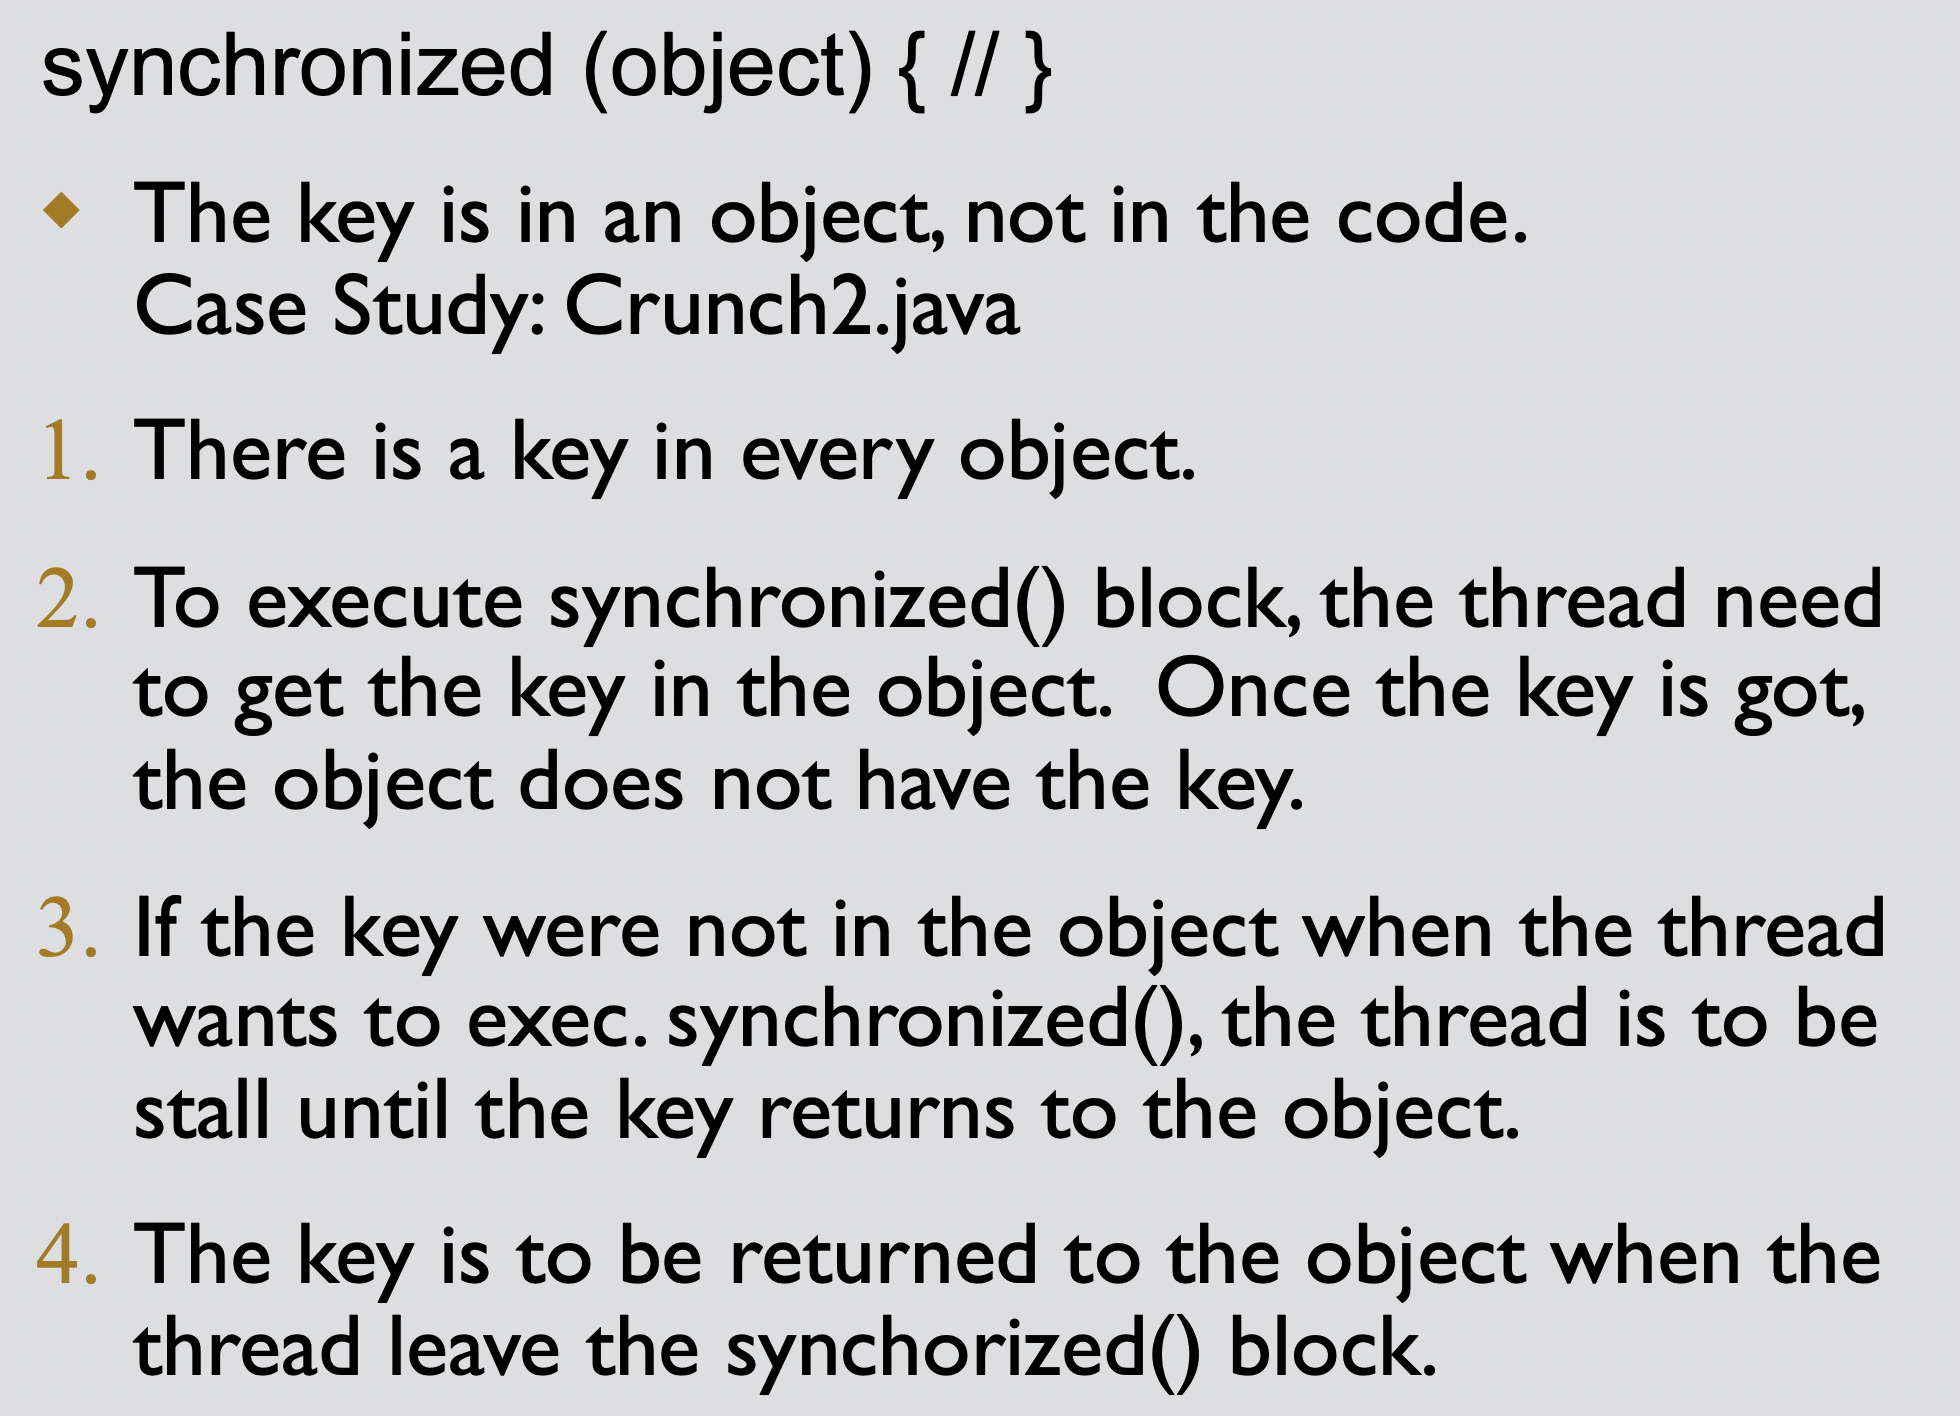 synchronized (object) { // }
◆ The key is in an object, not in the code.
Case Study: Crunch2.java
1. There is a key in every object.
2. To execute synchronized() block, the thread need
to get the key in the object.  Once the key is got,
the object does not have the key.
3. If the key were not in the object when the thread
wants to exec. synchronized(), the thread is to be
stall until the key returns to the object.
4. The key is to be returned to the object when the
thread leave the synchorized() block.